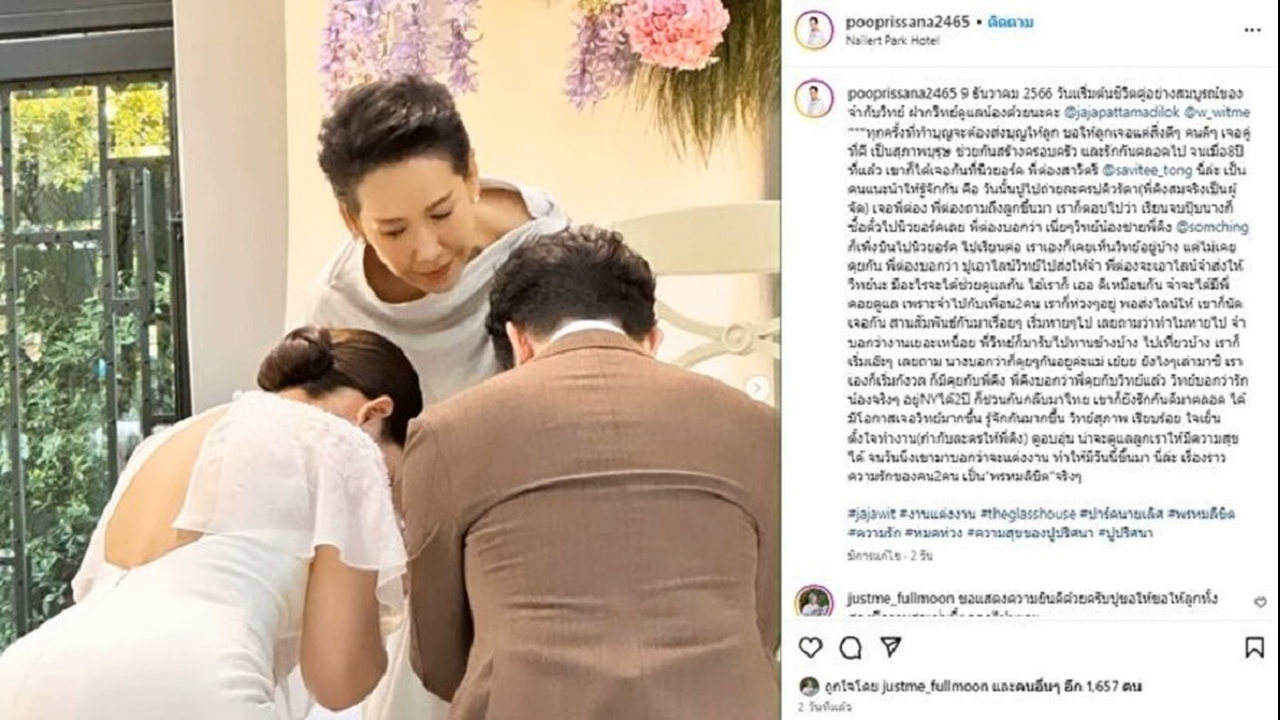 pooprissana2465 • ติดตาม
Nailert Park Hotel
pooprissana2465 9 ธันวาคม 2566 วันเริ่มต้นชีวิตคู่อย่างสมบูรณ์ของ
จ๋ากับวิทย์ ฝากวิทย์ดูแลน้องด้วยนะคะ @jajapattamadilok @w_witme
ทุกครั้งที่ทำบุญจะต้องส่งบุญให้ลูก ขอให้ลูกเจอแต่สิ่งดีๆ คนดีๆ เจอคู่
ที่ดี เป็นสุภาพบุรุษ ช่วยกันสร้างครอบครัว และรักกันตลอดไป จนเมื่อ8ปี
ที่แล้ว เขาก็ได้เจอกันที่นิวยอร์ค พี่ต๋องสาวิตรี @savitee_tong นี่ล่ะ เป็น
คนแนะนำให้รู้จักกัน คือ วันนั้นปูไปถ่ายละครปดิวรัดา(พี่คิงสมจริงเป็นผู้
จัด) เจอพี่ต๋อง พี่ต๋องถามถึงลูกขึ้นมา เราก็ตอบไปว่า เรียนจบปุ๊บนางก็
ซื้อตั๋วไปนิวยอร์คเลย พี่ต๋องบอกว่า เนี่ยๆวิทย์น้องชายพี่คิง @somching
ก็เพิ่งบินไปนิวยอร์ค ไปเรียนต่อ เราเองก็เคยเห็นวิทย์อยู่บ้าง แต่ไม่เคย
คุยกัน พี่ต๋องบอกว่า ปูเอาไลน์วิทย์ไปส่งให้จ๋า พี่ต๋องจะเอาไลน์จ๋าส่งให้
วิทย์นะ มีอะไรจะได้ช่วยดูแลกัน ไอ่เราก็ เออ ดีเหมือนกัน จ๋าจะได้มีพี่
คอยดูแล เพราะจ๋าไปกับเพื่อน2คน เราก็ห่วงๆอยู่ พอส่งไลน์ให้ เขาก็นัด
เจอกัน สานสัมพันธ์กันมาเรื่อยๆ เริ่มหายๆไป เลยถามว่าทำไมหายไป จ๋า
บอกว่างานเยอะเหนื่อย พี่วิทย์ก็มารับไปทานข้างบ้าง ไปเที่ยวบ้าง เราก็
เริ่มเอ๊ะๆ เลยถาม นางบอกว่าก็คุยๆกันอยู่ค่ะแม่ เย้ยย ยังไงๆเล่ามาซิ เรา
เองก็เริ่มกังวล ก็มีคุยกับพี่คิง พี่คิงบอกว่าพี่คุยกับวิทย์แล้ว วิทย์บอกว่ารัก
น้องจริงๆ อยู่NYได้2ปี ก็ชวนกันกลับมาไทย เขาก็ยังรักกันดีมาตลอด ได้
มีโอกาสเจอวิทย์มากขึ้น รู้จักกันมากขึ้น วิทย์สุภาพ เรียบร้อย ใจเย็น
ตั้งใจทำงาน(กำกับละครให้พี่คิง) ดูอบอุ่น น่าจะดูแลลูกเราให้มีความสุข
ได้ จนวันนึงเขามาบอกว่าจะแต่งงาน ทำให้มีวันนี้ขึ้นมา นี่ล่ะ เรื่องราว
ความรักของคน2คน เป็น"พรหมลิขิต"จริงๆ
#jajawit #งานแต่งงาน #theglasshouse #ปาร์คนายเลิศ #พรหมลิขิต
#ความรัก #หมดห่วง #ความสุขของปูปริศนา #ปูปริศนา
มีการแก้ไข · 2 วัน
justme_fullmoon ขอแสดงความยินดีด้วยครับปูขอให้ขอให้ลูกทั้ง
ถูกใจโดย justme_fullmoon และคนอื่นๆ อีก 1,657 คน
2 วันที่แล้ว